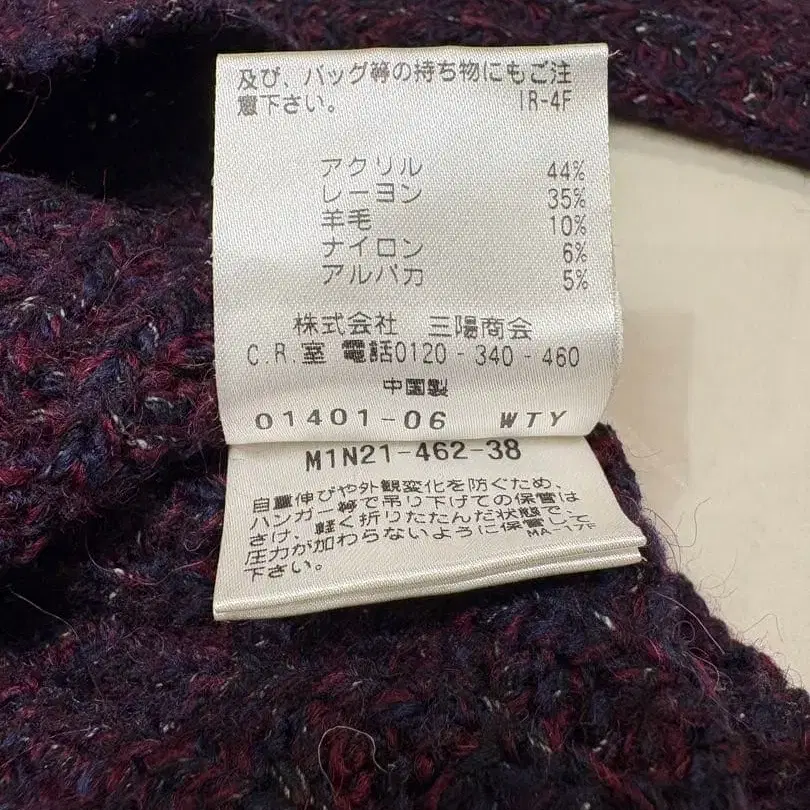 及び、バッグ等の持ち物にもご注
意下さい。 IR-4F
アクリル 44%
レーヨン 35%
羊毛 10%
ナイロン 6%
アルパカ 5%
株式会社 三陽商会
C.R.室 電話0120-340-460
中国製
01401-06 WTY
M1N21-462-38
自重伸びや外観変化を防ぐため、
ハンガー等で吊り下げての保管は
さけ、軽く折りたたんだ状態で、
圧力が加わらないように保管して
下さい。 MA-17F